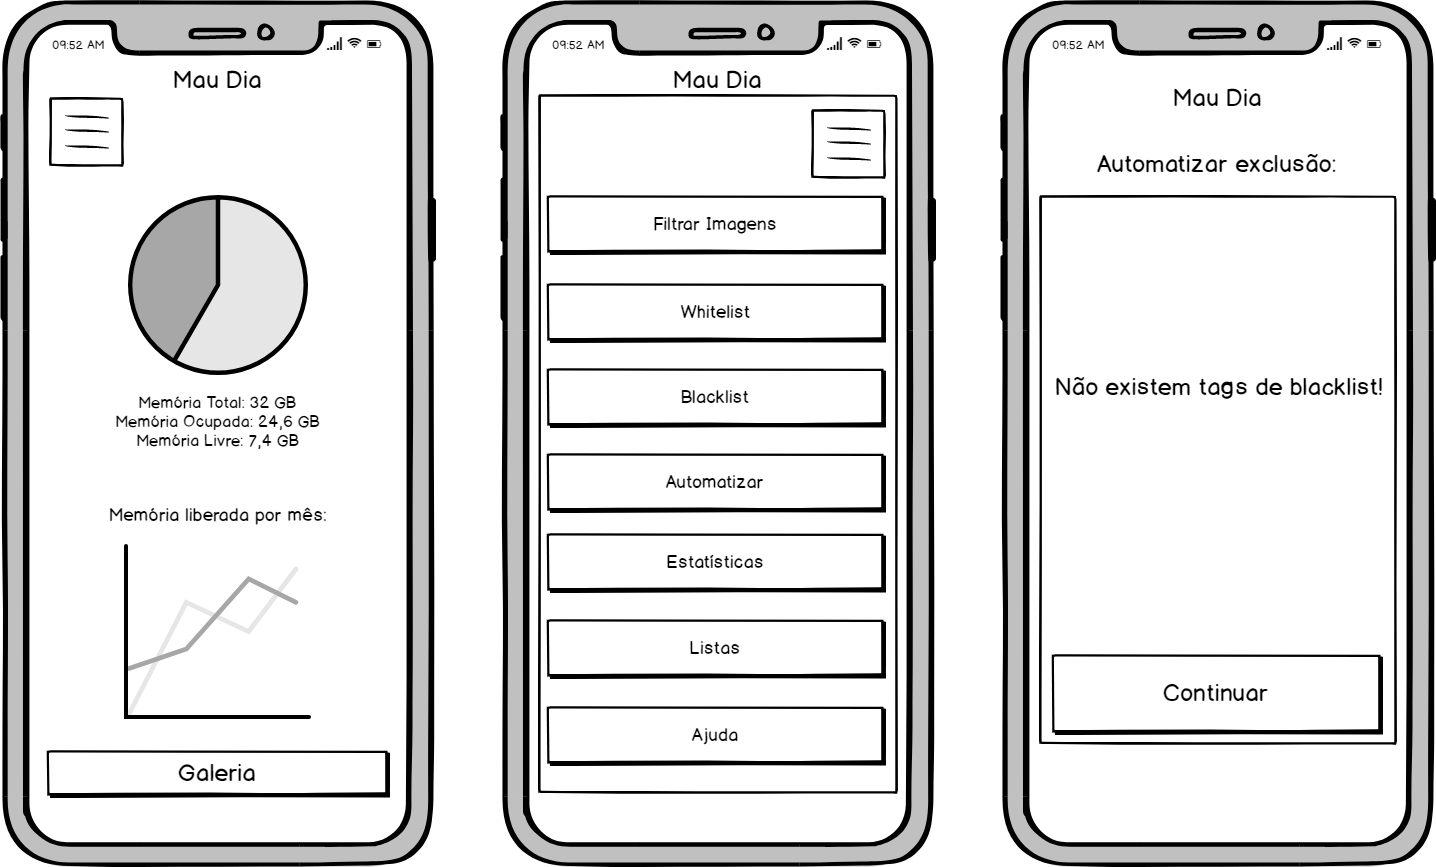 09:52 AM
Mau Dia
Memória Total: 32 GB
Memória Ocupada: 24,6 GB
Memória Livre: 7,4 GB
Memória liberada por mês:
Galeria
09:52 AM
Mau Dia
Filtrar Imagens
Whitelist
Blacklist
Automatizar
Estatísticas
Listas
Ajuda
09:52 AM
Mau Dia
Automatizar exclusão:
Não existem tags de blacklist!
Continuar